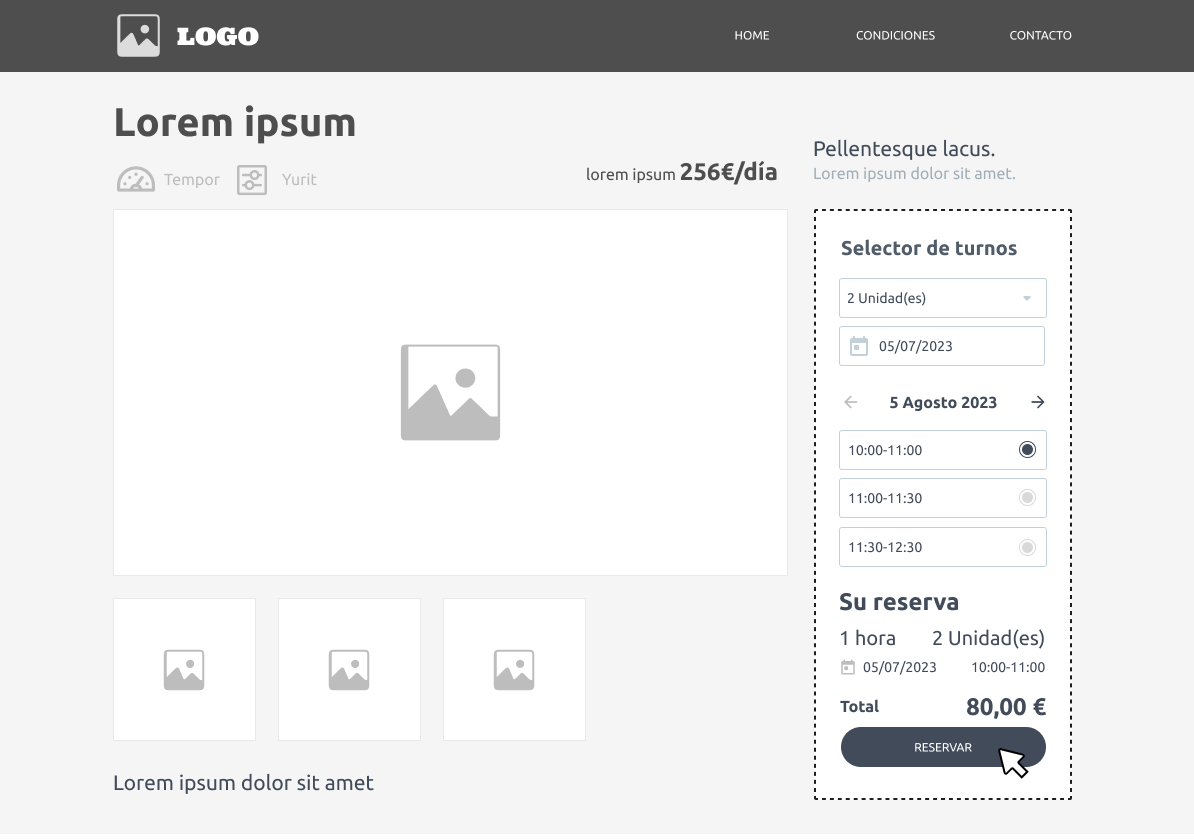 LOGO
HOME CONDICIONES CONTACTO
Lorem ipsum
Tempor Yurit
lorem ipsum 256€/día
Pellentesque lacus.
Lorem ipsum dolor sit amet.
Selector de turnos
2 Unidad(es)
05/07/2023
5 Agosto 2023
10:00-11:00
11:00-11:30
11:30-12:30
Su reserva
1 hora 2 Unidad(es)
05/07/2023 10:00-11:00
Total 80,00 €
RESERVAR
Lorem ipsum dolor sit amet